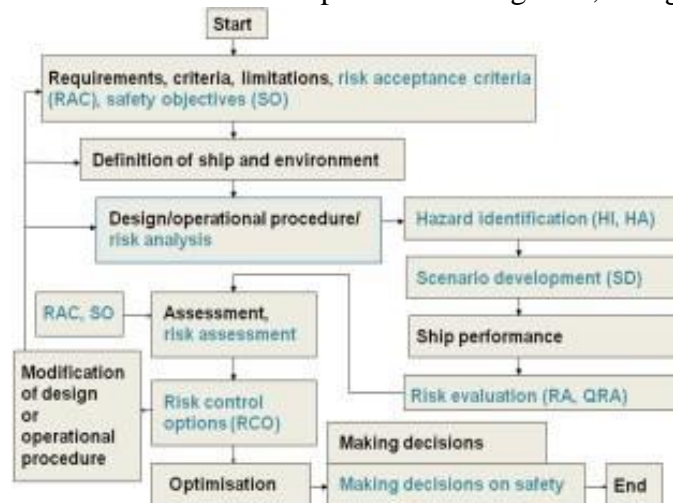 Start
Requirements, criteria, limitations, risk acceptance criteria
(RAC), safety objectives (SO)
Definition of ship and environment
Design/operational procedure/
risk analysis
Hazard identification (HI, HA)
Scenario development (SD)
RAC, SO
Assessment,
risk assessment
Ship performance
Modification
of design
or
operational
procedure
Risk control
options (RCO)
Risk evaluation (RA, QRA)
Making decisions
Optimisation
Making decisions on safety
End